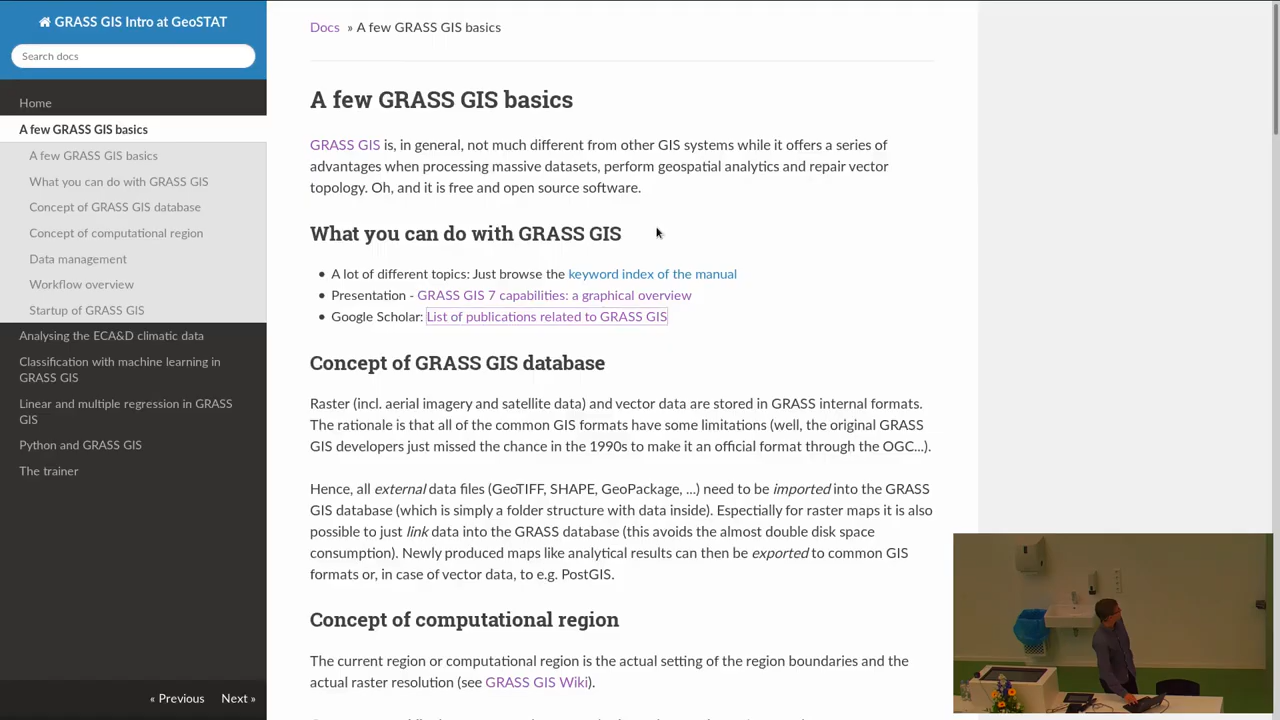 GRASS GIS Intro at GeoSTAT
Search docs
Home
A few GRASS GIS basics
A few GRASS GIS basics
What you can do with GRASS GIS
Concept of GRASS GIS database
Concept of computational region
Data management
Workflow overview
Startup of GRASS GIS
Analysing the ECA&D climatic data
Classification with machine learning in
GRASS GIS
Linear and multiple regression in GRASS
GIS
Python and GRASS GIS
The trainer
« Previous Next »
Docs » A few GRASS GIS basics
A few GRASS GIS basics
GRASS GIS is, in general, not much different from other GIS systems while it offers a series of
advantages when processing massive datasets, perform geospatial analytics and repair vector
topology. Oh, and it is free and open source software.
What you can do with GRASS GIS
• A lot of different topics: Just browse the keyword index of the manual
• Presentation - GRASS GIS 7 capabilities: a graphical overview
• Google Scholar: List of publications related to GRASS GIS
Concept of GRASS GIS database
Raster (incl. aerial imagery and satellite data) and vector data are stored in GRASS internal formats.
The rationale is that all of the common GIS formats have some limitations (well, the original GRASS
GIS developers just missed the chance in the 1990s to make it an official format through the OGC...).
Hence, all external data files (GeoTIFF, SHAPE, GeoPackage, ...) need to be imported into the GRASS
GIS database (which is simply a folder structure with data inside). Especially for raster maps it is also
possible to just link data into the GRASS database (this avoids the almost double disk space
consumption). Newly produced maps like analytical results can then be exported to common GIS
formats or, in case of vector data, to e.g. PostGIS.
Concept of computational region
The current region or computational region is the actual setting of the region boundaries and the
actual raster resolution (see GRASS GIS Wiki).